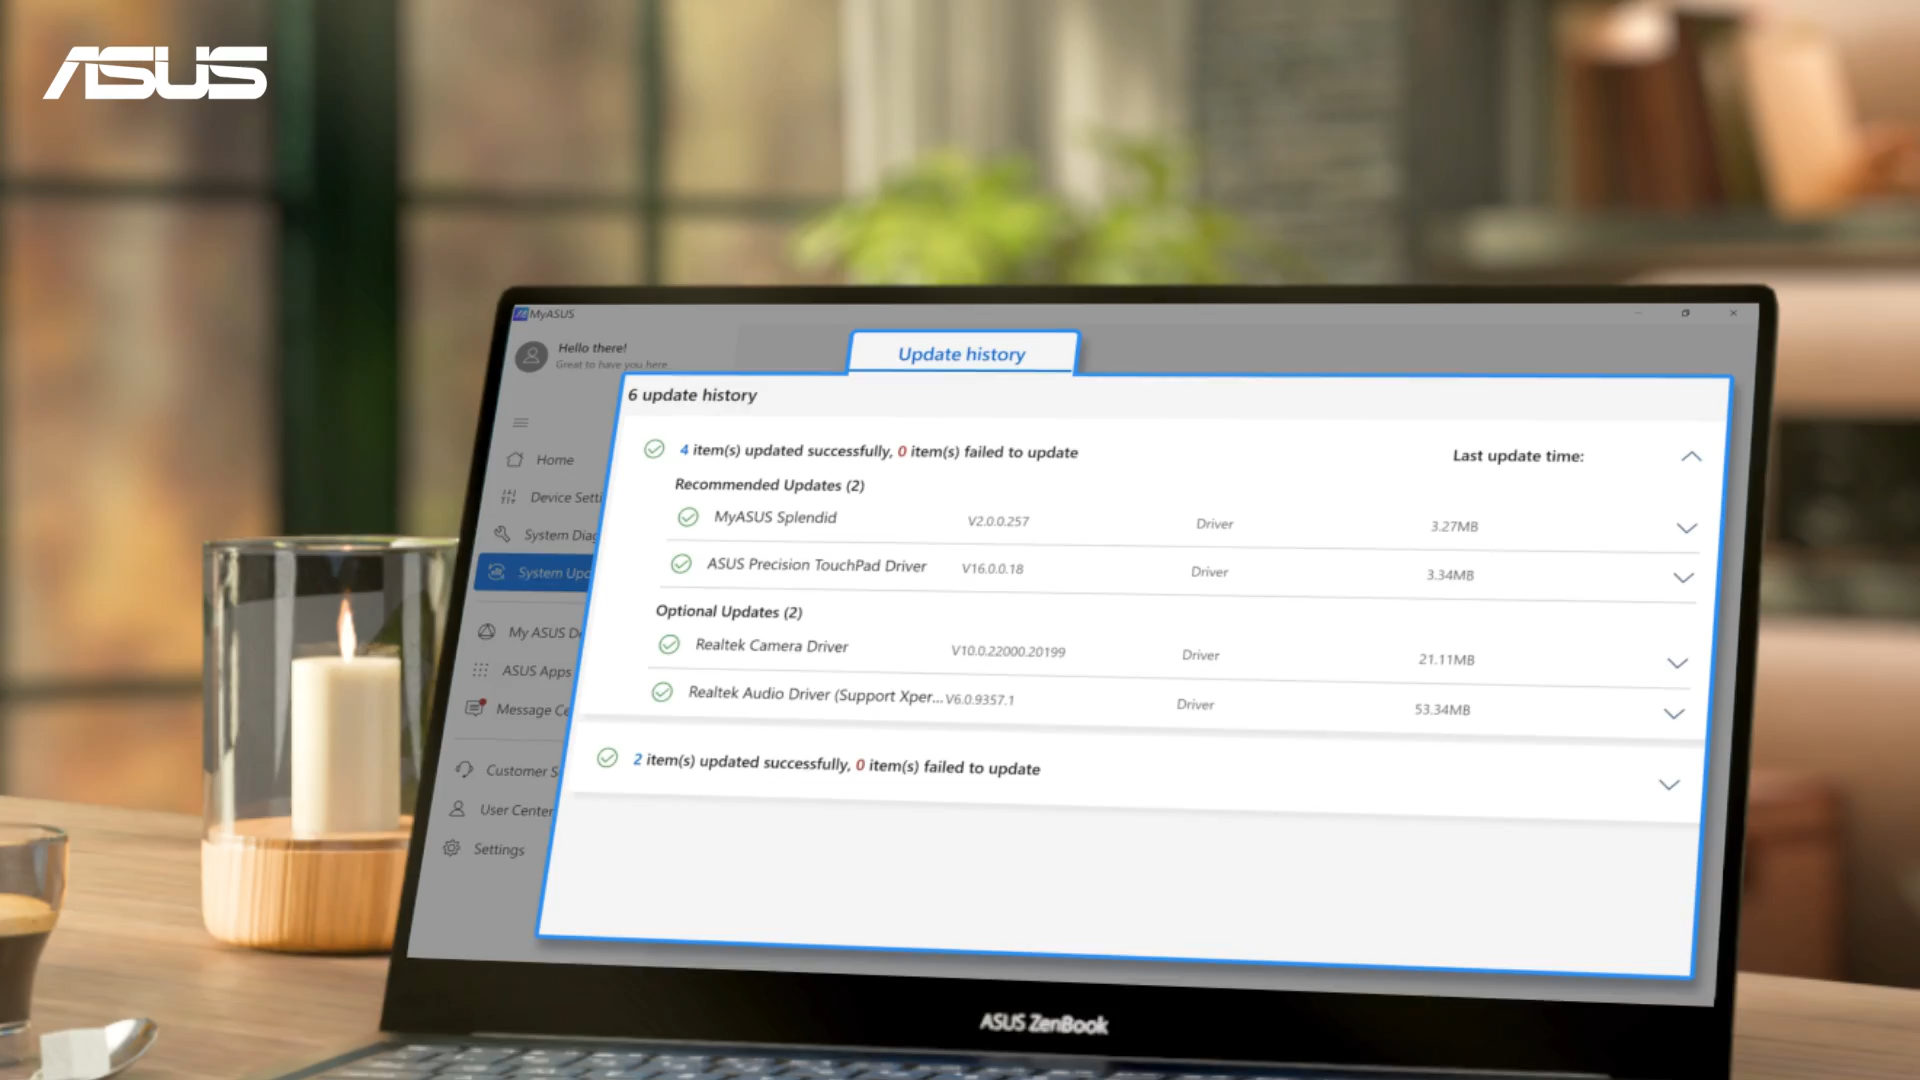 ASUS
MyASUS
Hello there!
Great to have you here
Update history
6 update history
4 item(s) updated successfully, 0 item(s) failed to update
Last update time:
Recommended Updates (2)
MyASUS Splendid V2.0.0.257 Driver 3.27MB
ASUS Precision TouchPad Driver V16.0.0.18 Driver 3.34MB
Optional Updates (2)
Realtek Camera Driver V10.0.22000.20199 Driver 21.11MB
Realtek Audio Driver (Support Xper... V6.0.9357.1 Driver 53.34MB
2 item(s) updated successfully, 0 item(s) failed to update
Home
Device Setti
System Diag
System Upd
My ASUS De
ASUS Apps
Message Ce
Customer S
User Center
Settings
ASUS ZenBook